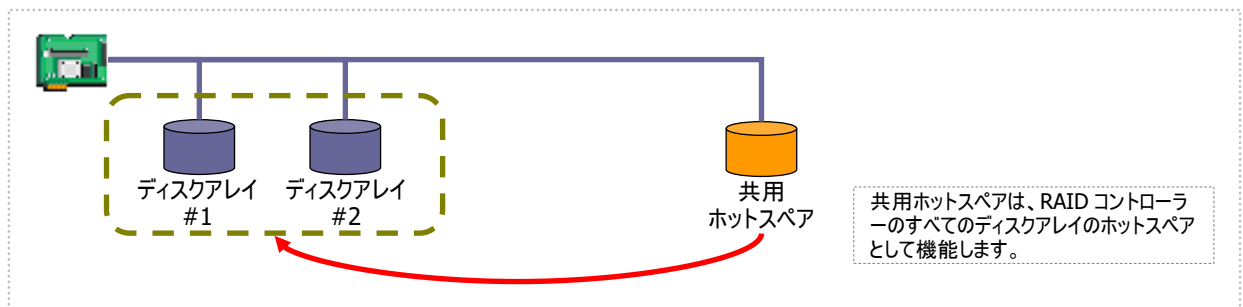 ディスクアレイ
#1
ディスクアレイ
#2
共用
ホットスペア
共用ホットスペアは、RAID コントローラ
ーのすべてのディスクアレイのホットスペア
として機能します。